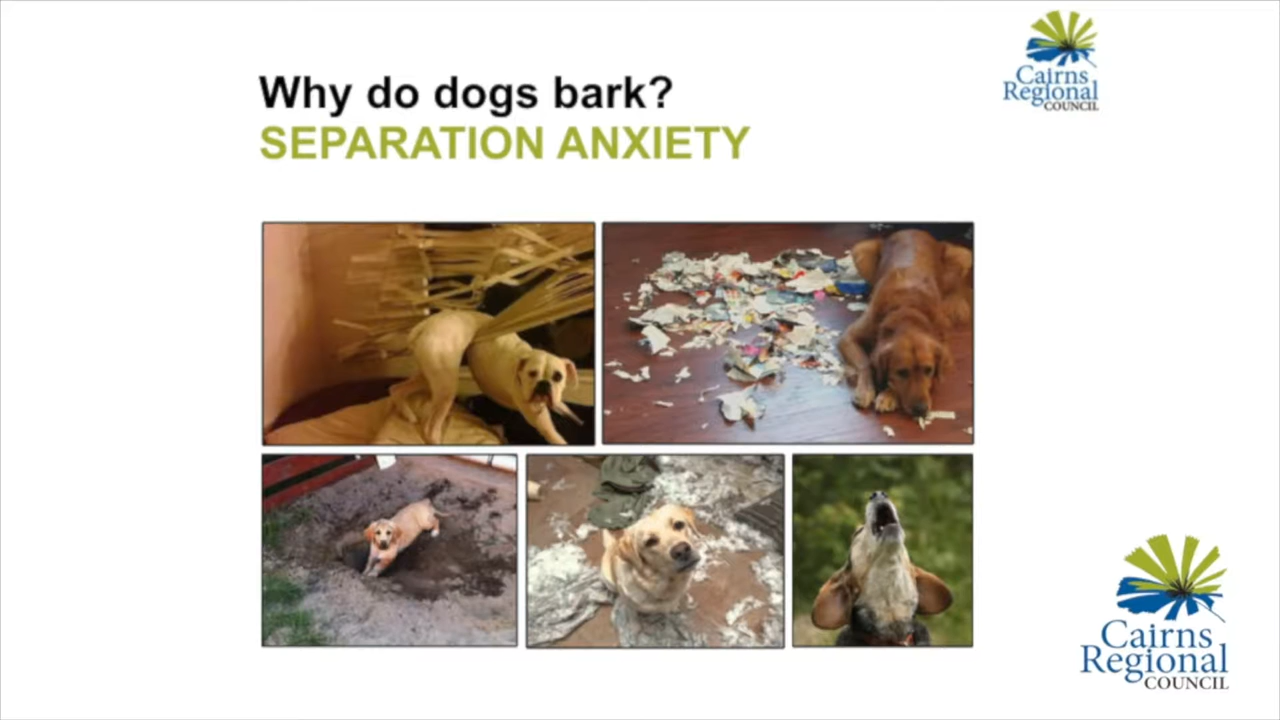 Why do dogs bark?
SEPARATION ANXIETY
Cairns
Regional
COUNCIL
Cairns
Regional
COUNCIL